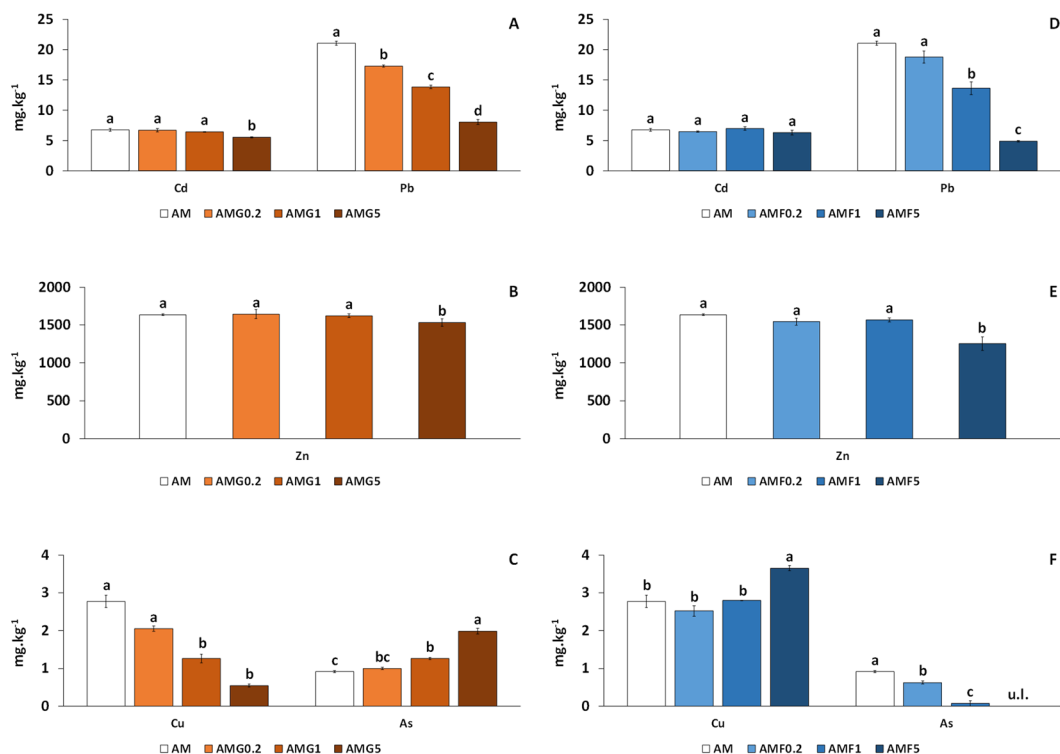 A
mg.kg⁻¹
25
20
15
10
5
0
a a a b
a b c d
Cd Pb
AM AMG0.2 AMG1 AMG5
D
mg.kg⁻¹
25
20
15
10
5
0
a a a a
a a b c
Cd Pb
AM AMF0.2 AMF1 AMF5
B
mg.kg⁻¹
2000
1500
1000
500
0
a a a b
Zn
AM AMG0.2 AMG1 AMG5
E
mg.kg⁻¹
2000
1500
1000
500
0
a a a b
Zn
AM AMF0.2 AMF1 AMF5
C
mg.kg⁻¹
4
3
2
1
0
a a b b
c bc b a
Cu As
AM AMG0.2 AMG1 AMG5
F
mg.kg⁻¹
4
3
2
1
0
b b b a
a b c u.l.
Cu As
AM AMF0.2 AMF1 AMF5